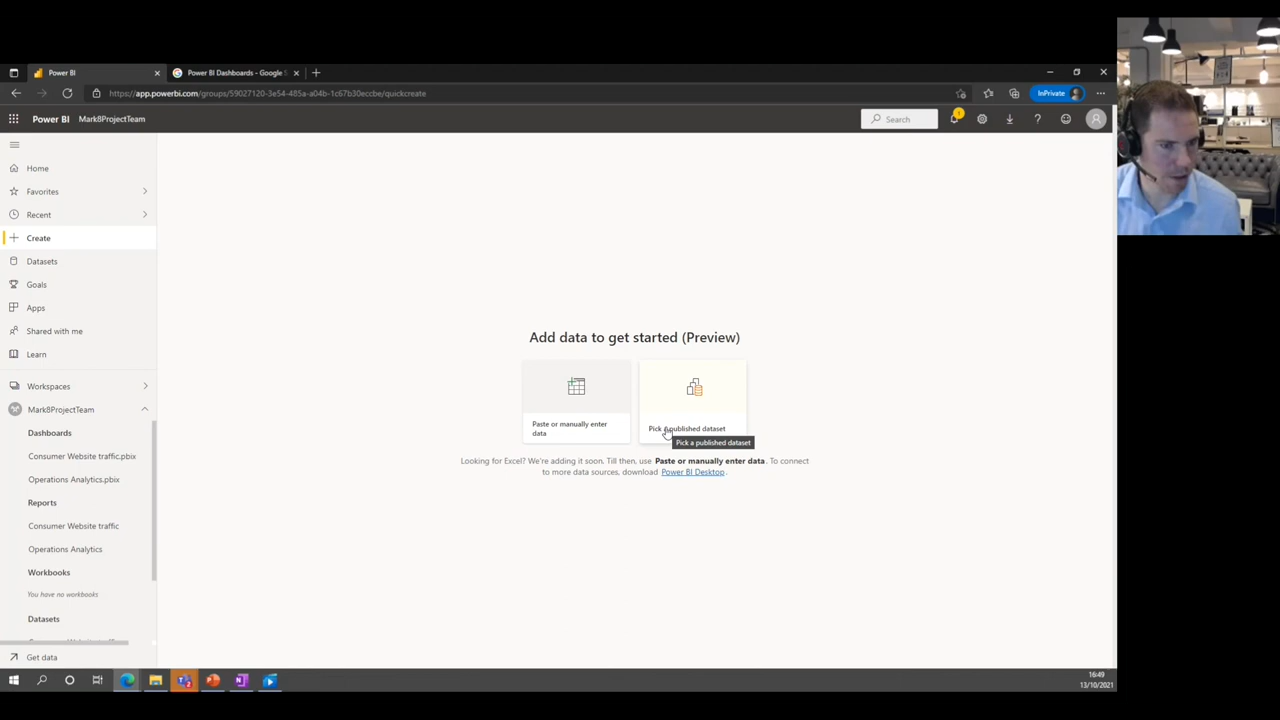 Power BI
Power BI Dashboards - Google S
https://app.powerbi.com/groups/59027120-3e54-485a-a04b-1c67b30eccbe/quickcreate
InPrivate
Power BI
Mark8ProjectTeam
Search
1
Home
Favorites
Recent
Create
Datasets
Goals
Apps
Shared with me
Learn
Workspaces
Mark8ProjectTeam
Dashboards
Consumer Website traffic.pbix
Operations Analytics.pbix
Reports
Consumer Website traffic
Operations Analytics
Workbooks
You have no workbooks
Datasets
Get data
Add data to get started (Preview)
Paste or manually enter
data
Pick a published dataset
Pick a published dataset
Looking for Excel? We're adding it soon. Till then, use Paste or manually enter data. To connect
to more data sources, download Power BI Desktop.
16:49
13/10/2021